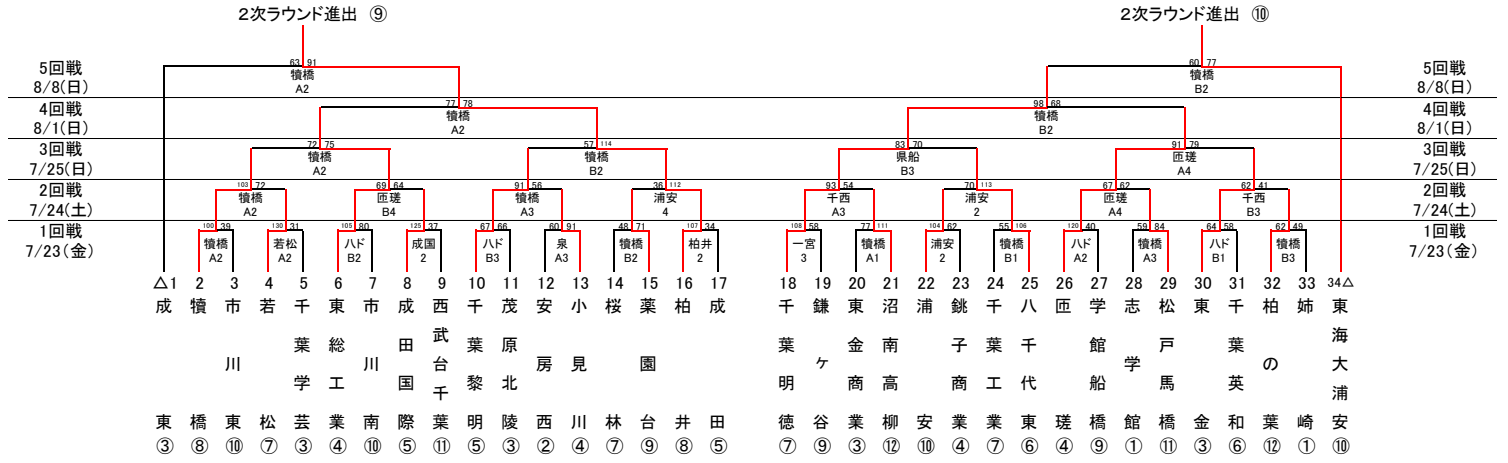 2次ラウンド進出 ⑨ 2次ラウンド進出 ⑩
63 91 60 77
5回戦 犢橋 犢橋 5回戦
8/8(日) A2 B2 8/8(日)
77 78 98 68
4回戦 犢橋 犢橋 4回戦
8/1(日) A2 B2 8/1(日)
72 75 57 114 83 70 91 79
3回戦 犢橋 犢橋 県船 匝瑳 3回戦
7/25(日) A2 B2 B3 A4 7/25(日)
103 72 69 64 91 56 36 112 93 54 70 113 67 62 62 41
2回戦 犢橋 匝瑳 犢橋 浦安 千西 浦安 匝瑳 千西 2回戦
7/24(土) A2 B4 A3 4 A3 2 A4 B3 7/24(土)
100 39 130 31 105 80 125 37 67 66 60 91 48 71 107 34 108 58 77 111 104 62 55 106 120 40 59 84 64 58 62 49
1回戦 犢橋 若松 ハド 成国 ハド 泉 犢橋 柏井 一宮 犢橋 浦安 犢橋 ハド 犢橋 ハド 犢橋 1回戦
7/23(金) A2 A2 B2 2 B3 A3 B2 2 3 A1 2 B1 A2 A3 B1 B3 7/23(金)
△1 成東③
2 犢橋⑧
3 市川東⑩
4 若松⑦
5 千葉学芸③
6 東総工業④
7 市川南⑩
8 成田国際⑤
9 西武台千葉⑪
10 千葉黎明⑤
11 茂原北陵③
12 安房西②
13 小見川④
14 桜林⑦
15 薬園台⑨
16 柏井⑧
17 成田⑤
18 千葉明徳⑦
19 鎌ヶ谷⑨
20 東金商業③
21 沼南高柳⑫
22 浦安⑩
23 銚子商業④
24 千葉工業⑦
25 八千代東⑥
26 匝瑳④
27 学館船橋⑨
28 志学館①
29 松戸馬橋⑪
30 東金③
31 千葉英和⑥
32 柏の葉⑫
33 姉崎①
34△ 東海大浦安⑩